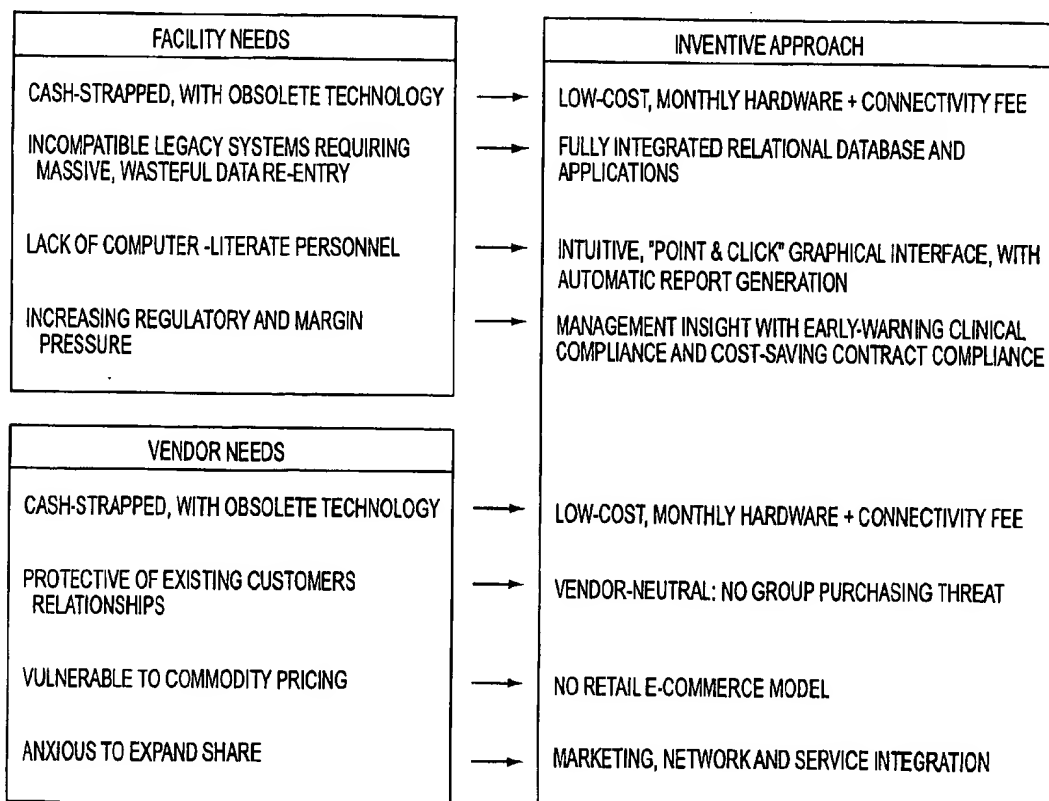 FACILITY NEEDS
CASH-STRAPPED, WITH OBSOLETE TECHNOLOGY
INCOMPATIBLE LEGACY SYSTEMS REQUIRING
MASSIVE, WASTEFUL DATA RE-ENTRY
LACK OF COMPUTER -LITERATE PERSONNEL
INCREASING REGULATORY AND MARGIN
PRESSURE
VENDOR NEEDS
CASH-STRAPPED, WITH OBSOLETE TECHNOLOGY
PROTECTIVE OF EXISTING CUSTOMERS
RELATIONSHIPS
VULNERABLE TO COMMODITY PRICING
ANXIOUS TO EXPAND SHARE
INVENTIVE APPROACH
LOW-COST, MONTHLY HARDWARE + CONNECTIVITY FEE
FULLY INTEGRATED RELATIONAL DATABASE AND
APPLICATIONS
INTUITIVE, "POINT & CLICK" GRAPHICAL INTERFACE, WITH
AUTOMATIC REPORT GENERATION
MANAGEMENT INSIGHT WITH EARLY-WARNING CLINICAL
COMPLIANCE AND COST-SAVING CONTRACT COMPLIANCE
LOW-COST, MONTHLY HARDWARE + CONNECTIVITY FEE
VENDOR-NEUTRAL: NO GROUP PURCHASING THREAT
NO RETAIL E-COMMERCE MODEL
MARKETING, NETWORK AND SERVICE INTEGRATION